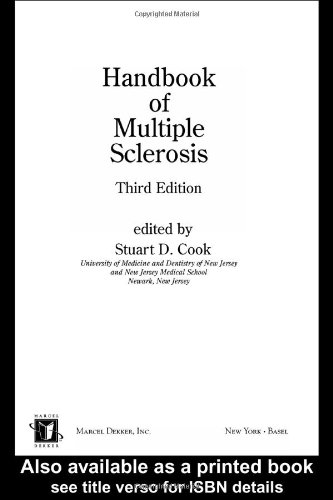 Handbook
of
Multiple
Sclerosis
Third Edition
edited by
Stuart D. Cook
University of Medicine and Dentistry of New Jersey
and New Jersey Medical School
Newark, New Jersey
MARCEL
DEKKER
MARCEL DEKKER, INC.
NEW YORK • BASEL
Also available as a printed book
see title verso for ISBN details